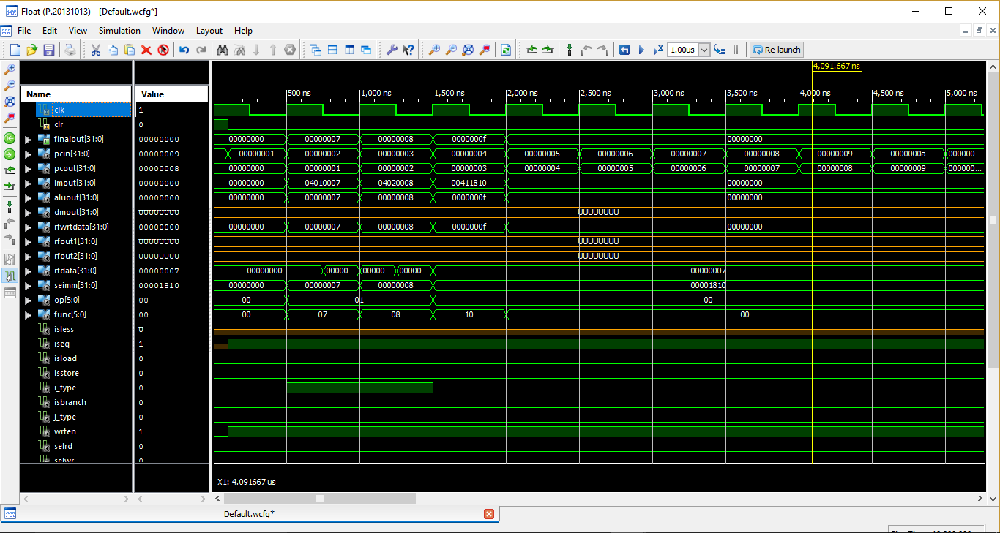 Float (P.20131013) - [Default.wcfg*]
File Edit View Simulation Window Layout Help
1.00us Re-launch
4,091.667 ns
Name Value
500 ns 1,000 ns 1,500 ns 2,000 ns 2,500 ns 3,000 ns 3,500 ns 4,000 ns 4,500 ns 5,000 ns
clk 1
clr 0
finalout[31:0] 00000000 00000000 00000007 00000008 0000000f 00000000
pcin[31:0] 00000009 ... 00000001 00000002 00000003 00000004 00000005 00000006 00000007 00000008 00000009 0000000a 000000...
pcout[31:0] 00000008 00000000 00000001 00000002 00000003 00000004 00000005 00000006 00000007 00000008 00000009 000000...
imout[31:0] 00000000 00000000 04010007 04020008 00411810 00000000
aluout[31:0] 00000000 00000000 00000007 00000008 0000000f 00000000
dmout[31:0] UUUUUUUU UUUUUUUU
rfwrtdata[31:0] 00000000 00000000 00000007 00000008 0000000f 00000000
rfout1[31:0] UUUUUUUU UUUUUUUU
rfout2[31:0] UUUUUUUU UUUUUUUU
rfdata[31:0] 00000007 00000000 00000... 00000... 00000... 00000007
seimm[31:0] 00001810 00000000 00000007 00000008 00001810
op[5:0] 00 00 01 00
func[5:0] 00 00 07 08 10 00
isless U
iseq 1
isload 0
isstore 0
i_type 0
isbranch 0
j_type 0
wrten 1
selrd 0
selwr 0
X1: 4.091667 us
Default.wcfg*